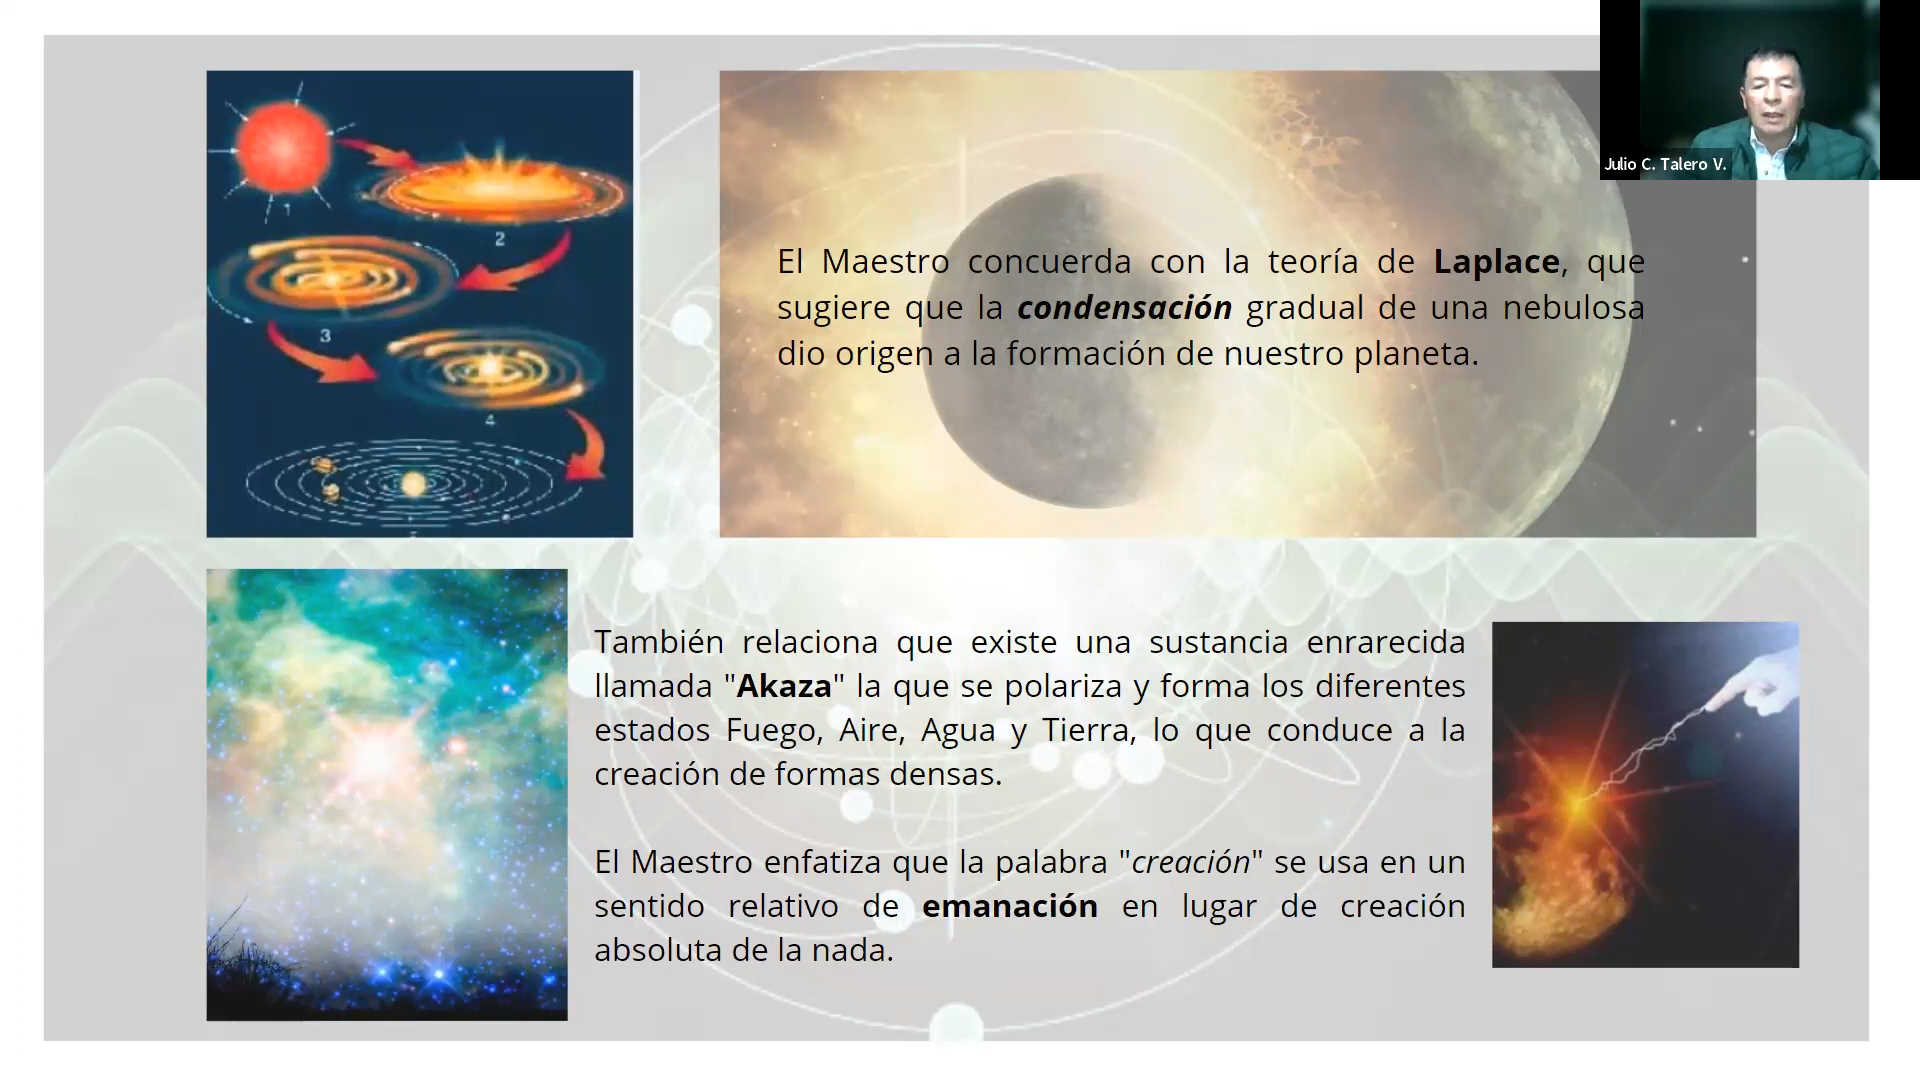 Julio C. Talero V.
1
2
3
4
El Maestro concuerda con la teoría de Laplace, que
sugiere que la condensación gradual de una nebulosa
dio origen a la formación de nuestro planeta.
También relaciona que existe una sustancia enrarecida
llamada "Akaza" la que se polariza y forma los diferentes
estados Fuego, Aire, Agua y Tierra, lo que conduce a la
creación de formas densas.
El Maestro enfatiza que la palabra "creación" se usa en un
sentido relativo de emanación en lugar de creación
absoluta de la nada.